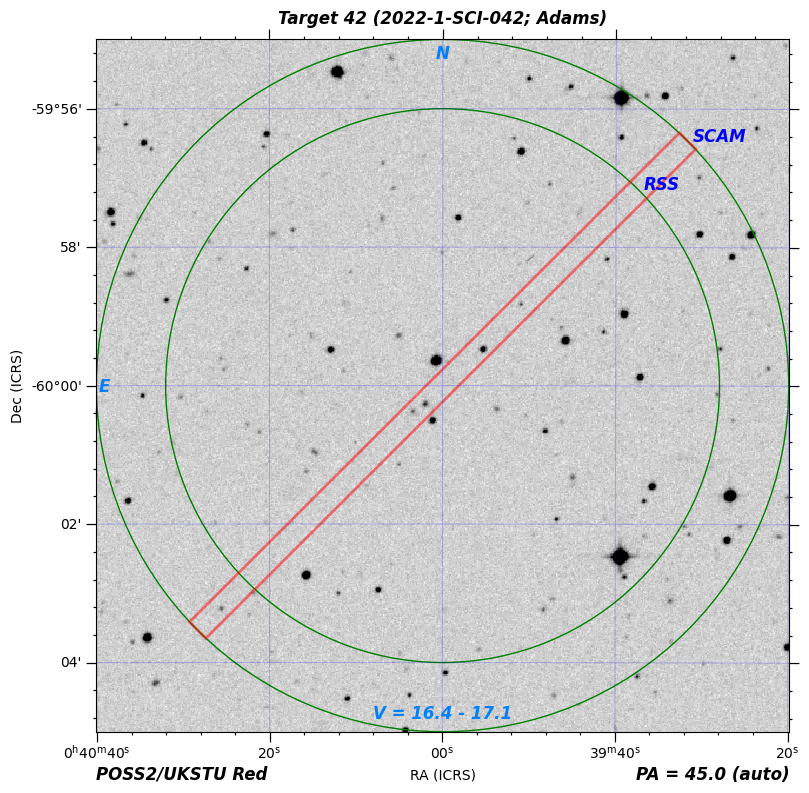 Target 42 (2022-1-SCI-042; Adams)
N
-59°56'
SCAM
RSS
58'
Dec (ICRS)
-60°00'
E
02'
04'
V = 16.4 - 17.1
0ʰ40ᵐ40ˢ 20ˢ 00ˢ 39ᵐ40ˢ 20ˢ
POSS2/UKSTU Red RA (ICRS) PA = 45.0 (auto)